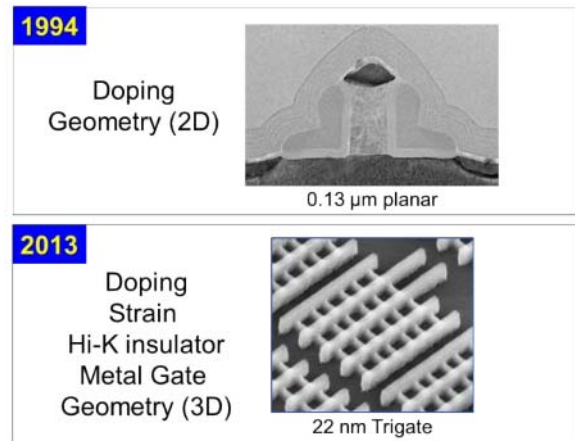 1994
Doping
Geometry (2D)
0.13 µm planar
2013
Doping
Strain
Hi-K insulator
Metal Gate
Geometry (3D)
22 nm Trigate